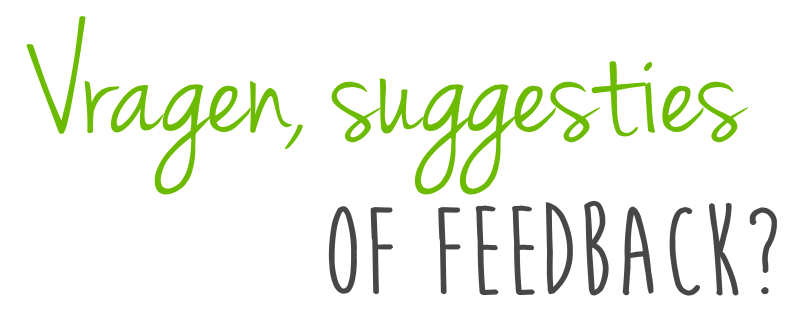 Vragen, suggesties
OF FEEDBACK?